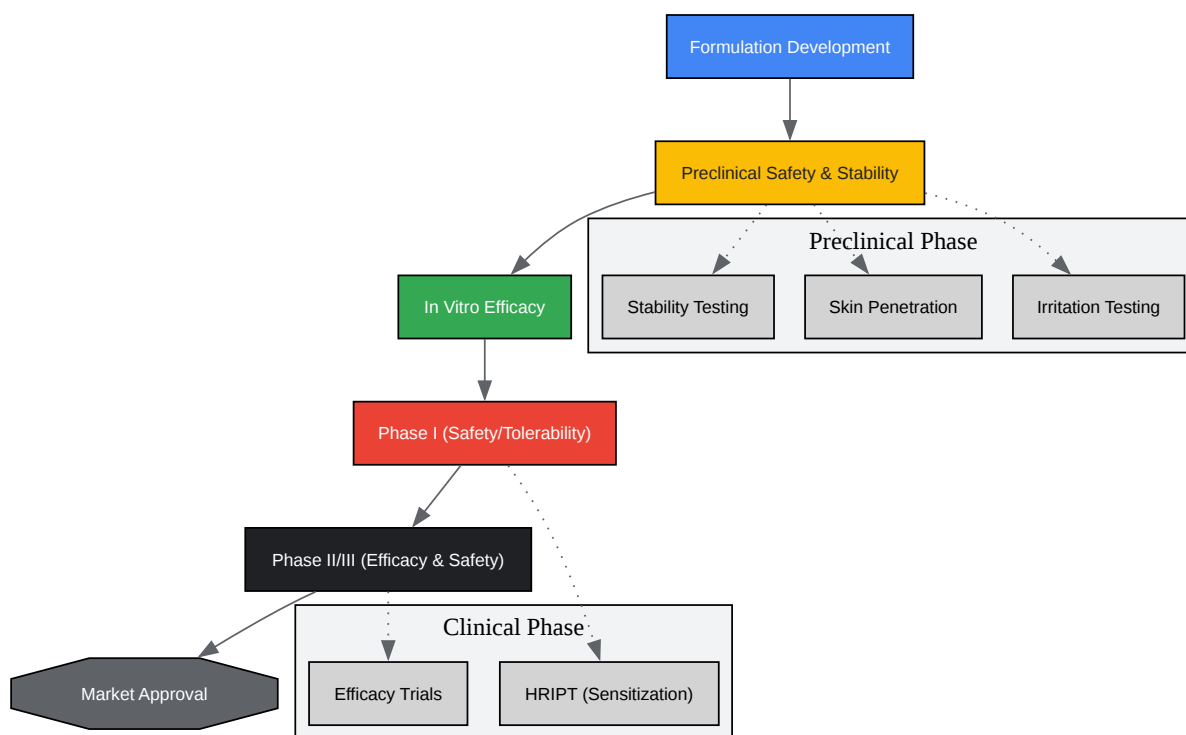 Formulation Development
Preclinical Safety & Stability
Preclinical Phase
In Vitro Efficacy
Stability Testing
Skin Penetration
Irritation Testing
Phase I (Safety/Tolerability)
Phase II/III (Efficacy & Safety)
Clinical Phase
Market Approval
Efficacy Trials
HRIPT (Sensitization)